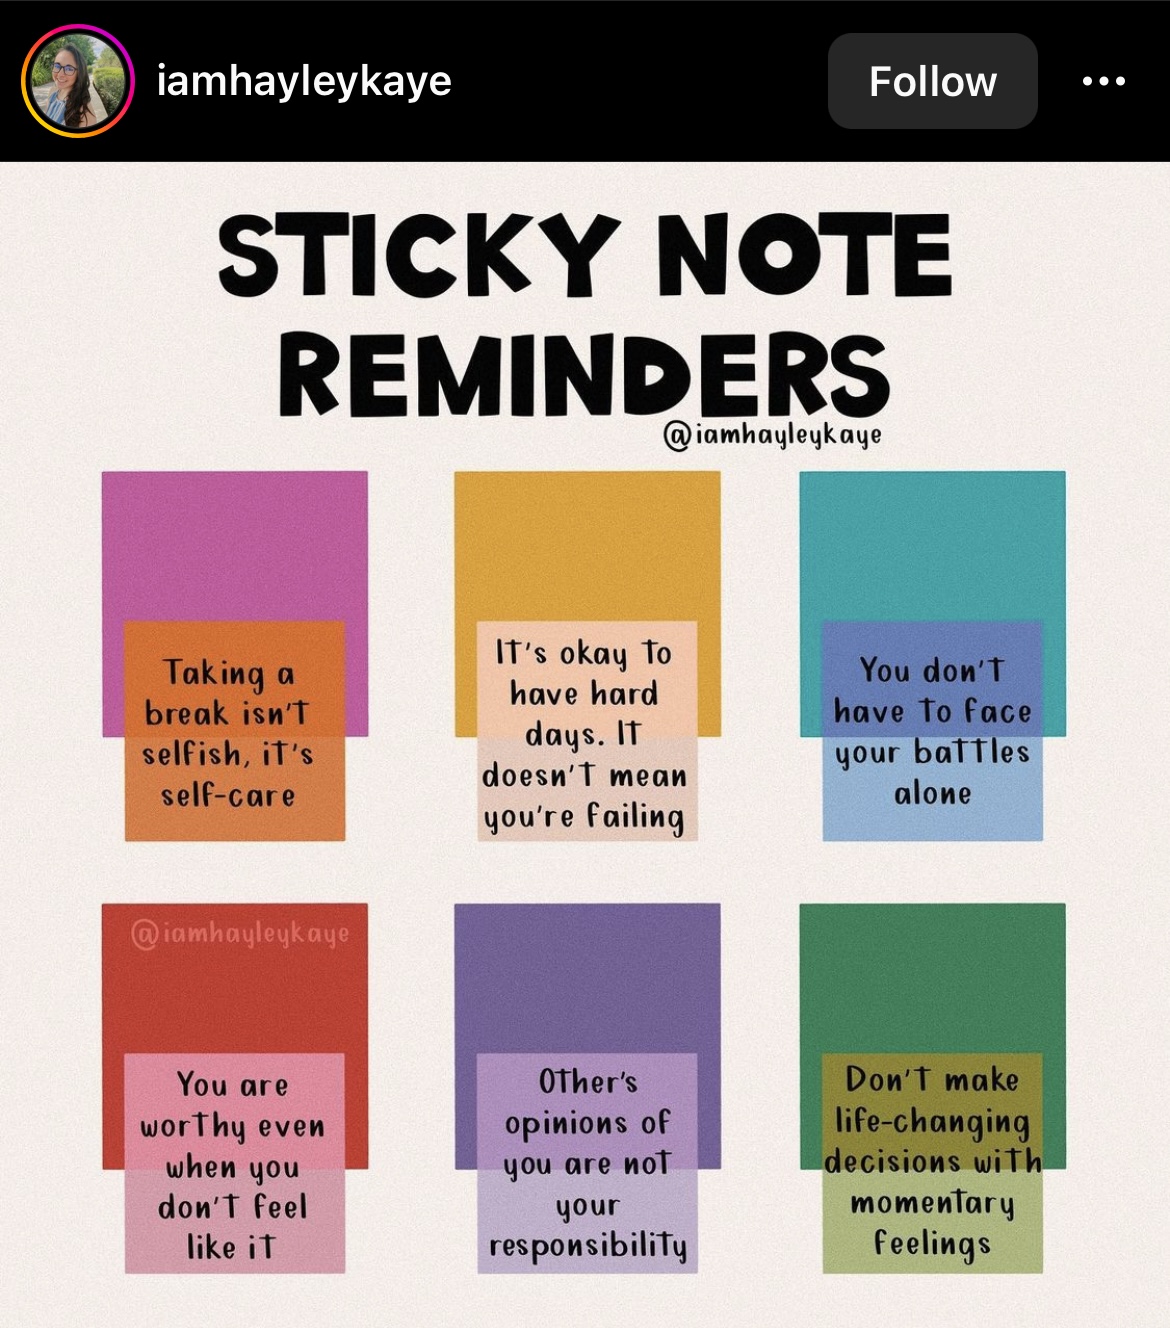 iamhayleykaye
Follow
STICKY NOTE
REMINDERS
@iamhayleykaye
Taking a
break isn't
selfish, it's
self-care
It's okay to
have hard
days. It
doesn't mean
you're failing
You don't
have to face
your battles
alone
@iamhayleykaye
You are
worthy even
when you
don't feel
like it
Other's
opinions of
you are not
your
responsibility
Don't make
life-changing
decisions with
momentary
feelings